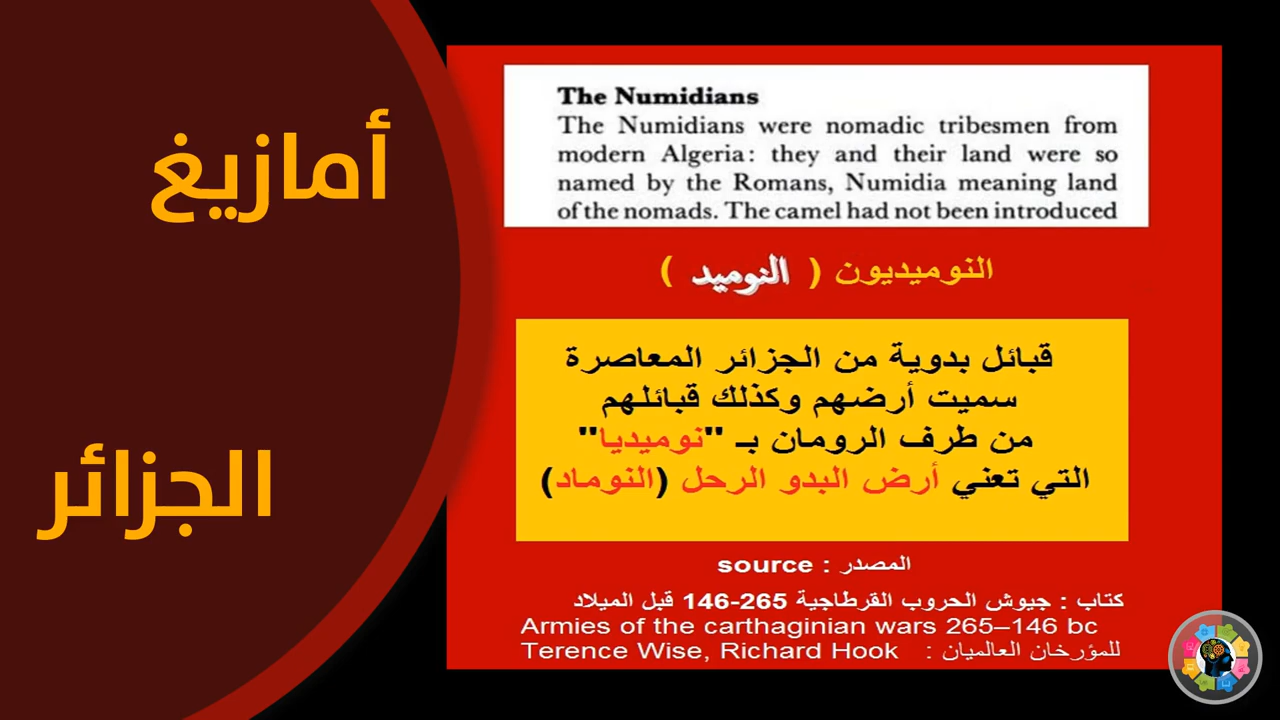 أمازيغ
الجزائر
The Numidians
The Numidians were nomadic tribesmen from
modern Algeria: they and their land were so
named by the Romans, Numidia meaning land
of the nomads. The camel had not been introduced
النوميديون ( النوميد )
قبائل بدوية من الجزائر المعاصرة
سميت أرضهم وكذلك قبائلهم
من طرف الرومان بـ "نوميديا"
التي تعني أرض البدو الرحل (النوماد)
المصدر : source
كتاب : جيوش الحروب القرطاجية 265-146 قبل الميلاد
Armies of the carthaginian wars 265–146 bc
Terence Wise, Richard Hook : للمؤرخان العالميان